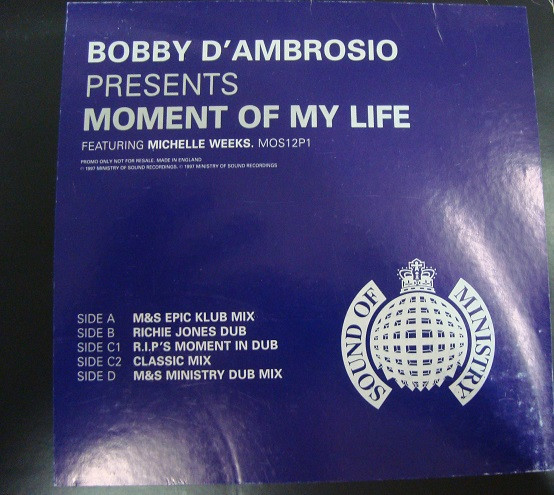 BOBBY D'AMBROSIO
PRESENTS
MOMENT OF MY LIFE
FEATURING MICHELLE WEEKS. MOS12P1
PROMO ONLY NOT FOR RESALE. MADE IN ENGLAND
℗ 1997 MINISTRY OF SOUND RECORDINGS. © 1997 MINISTRY OF SOUND RECORDINGS
SIDE A M&S EPIC KLUB MIX
SIDE B RICHIE JONES DUB
SIDE C1 R.I.P'S MOMENT IN DUB
SIDE C2 CLASSIC MIX
SIDE D M&S MINISTRY DUB MIX
SOUND OF
MINISTRY